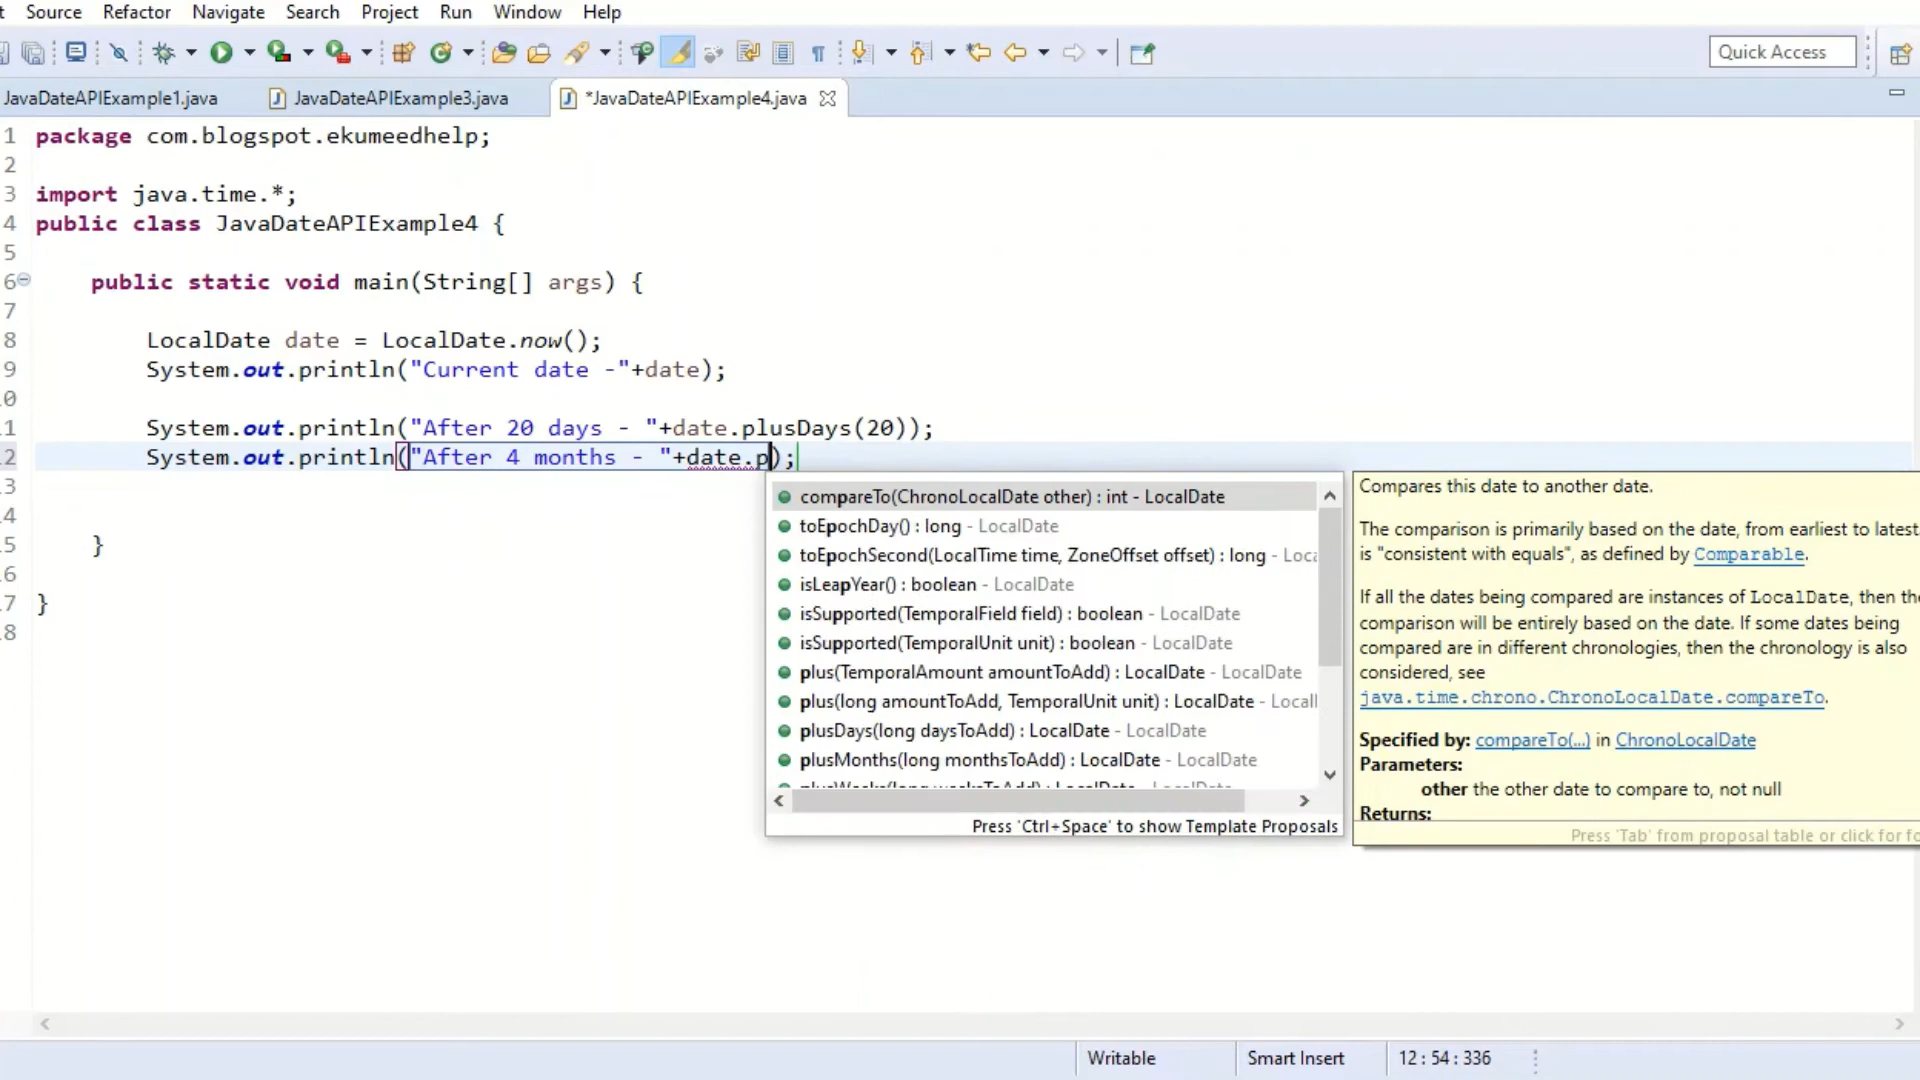 t Source Refactor Navigate Search Project Run Window Help
Quick Access
JavaDateAPIExample1.java JavaDateAPIExample3.java *JavaDateAPIExample4.java
1 package com.blogspot.ekumeedhelp;
2
3 import java.time.*;
4 public class JavaDateAPIExample4 {
5
6 public static void main(String[] args) {
7
8 LocalDate date = LocalDate.now();
9 System.out.println("Current date -"+date);
0
1 System.out.println("After 20 days - "+date.plusDays(20));
2 System.out.println("After 4 months - "+date.p);
3
4
5 }
6
7 }
8
compareTo(ChronoLocalDate other) : int - LocalDate
toEpochDay() : long - LocalDate
toEpochSecond(LocalTime time, ZoneOffset offset) : long - Loca
isLeapYear() : boolean - LocalDate
isSupported(TemporalField field) : boolean - LocalDate
isSupported(TemporalUnit unit) : boolean - LocalDate
plus(TemporalAmount amountToAdd) : LocalDate - LocalDate
plus(long amountToAdd, TemporalUnit unit) : LocalDate - Locall
plusDays(long daysToAdd) : LocalDate - LocalDate
plusMonths(long monthsToAdd) : LocalDate - LocalDate
plusWeeks(long weeksToAdd) : LocalDate - LocalDate
Press 'Ctrl+Space' to show Template Proposals
Compares this date to another date.
The comparison is primarily based on the date, from earliest to latest.
is "consistent with equals", as defined by Comparable.
If all the dates being compared are instances of LocalDate, then the
comparison will be entirely based on the date. If some dates being
compared are in different chronologies, then the chronology is also
considered, see
java.time.chrono.ChronoLocalDate.compareTo.
Specified by: compareTo(...) in ChronoLocalDate
Parameters:
other the other date to compare to, not null
Returns:
Press 'Tab' from proposal table or click for fo
Writable Smart Insert 12 : 54 : 336